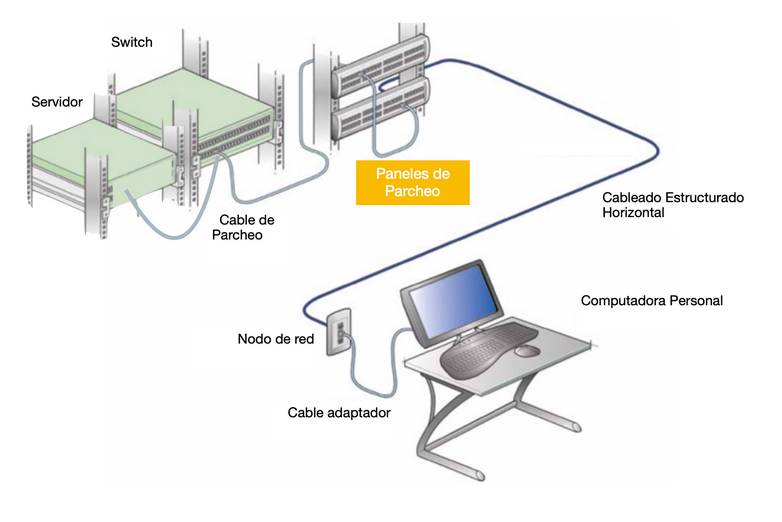 Switch
Servidor
Paneles de
Parcheo
Cable de
Parcheo
Cableado Estructurado
Horizontal
Computadora Personal
Nodo de red
Cable adaptador